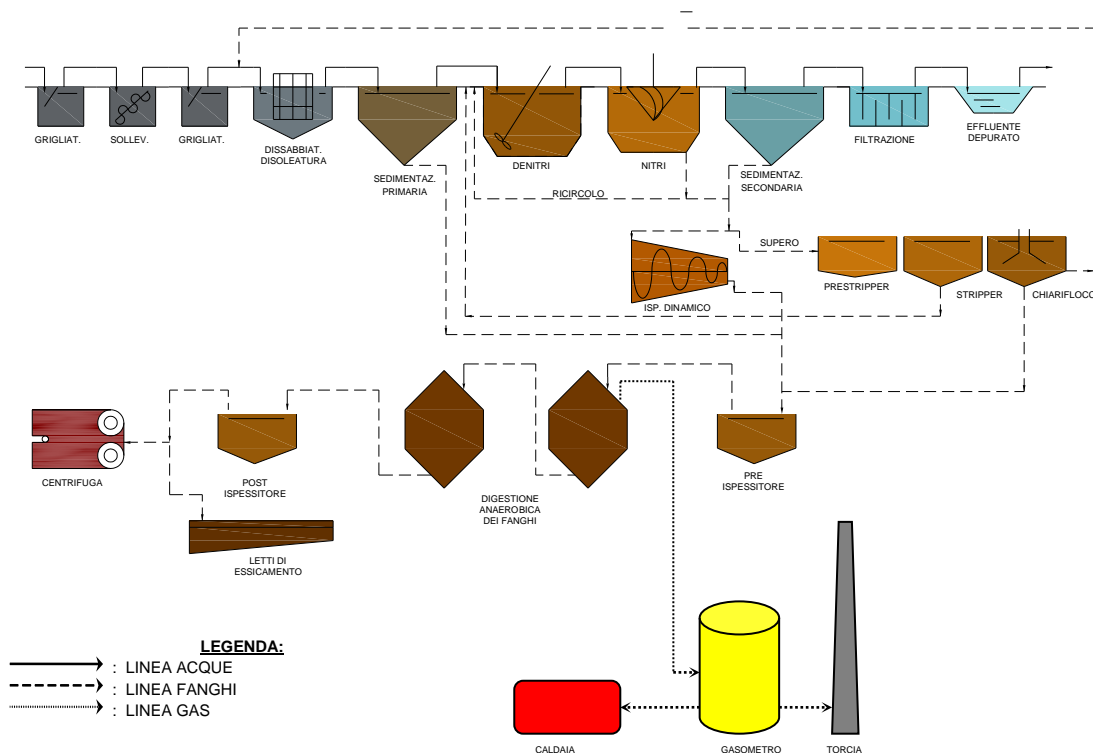 GRIGLIAT.
SOLLEV.
GRIGLIAT.
DISSABBIAT.
DISOLEATURA
SEDIMENTAZ.
PRIMARIA
DENITRI
NITRI
SEDIMENTAZ.
SECONDARIA
FILTRAZIONE
EFFLUENTE
DEPURATO
RICIRCOLO
SUPERO
ISP. DINAMICO
PRESTRIPPER
STRIPPER
CHIARIFLOCC
CENTRIFUGA
POST
ISPESSITORE
DIGESTIONE
ANAEROBICA
DEI FANGHI
PRE
ISPESSITORE
LETTI DI
ESSICAMENTO
LEGENDA:
: LINEA ACQUE
: LINEA FANGHI
: LINEA GAS
CALDAIA
GASOMETRO
TORCIA